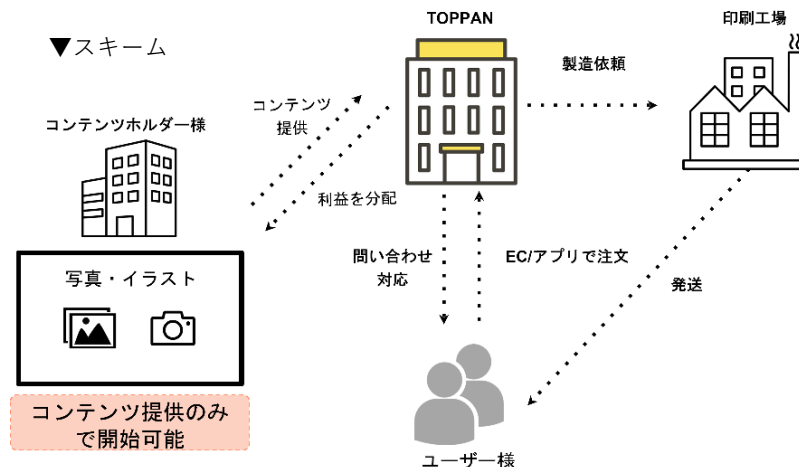 ▼スキーム
TOPPAN
印刷工場
製造依頼
コンテンツホルダー様
コンテンツ
提供
利益を分配
写真・イラスト
問い合わせ
対応
EC/アプリで注文
発送
コンテンツ提供のみ
で開始可能
ユーザー様